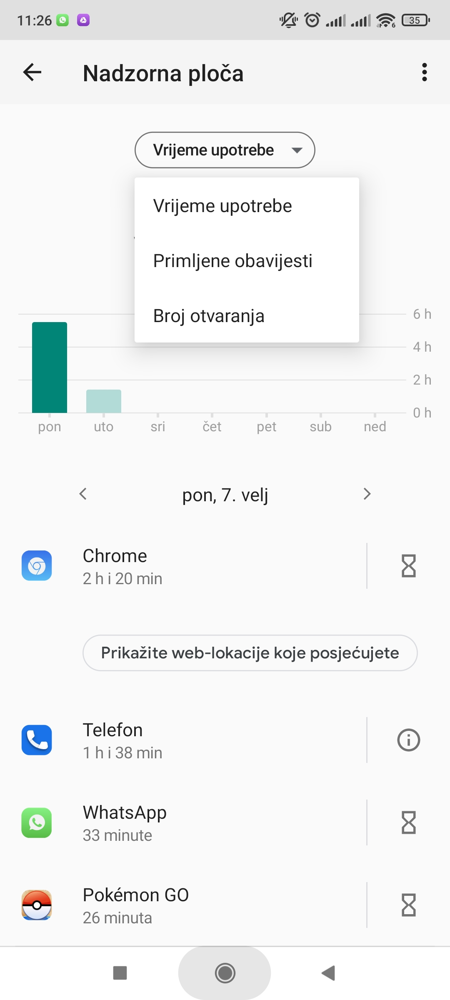 11:26
6
35
Nadzorna ploča
Vrijeme upotrebe
Vrijeme upotrebe
Primljene obavijesti
Broj otvaranja
6 h
4 h
2 h
0 h
pon uto sri čet pet sub ned
pon, 7. velj
Chrome
2 h i 20 min
Prikažite web-lokacije koje posjećujete
Telefon
1 h i 38 min
WhatsApp
33 minute
Pokémon GO
26 minuta